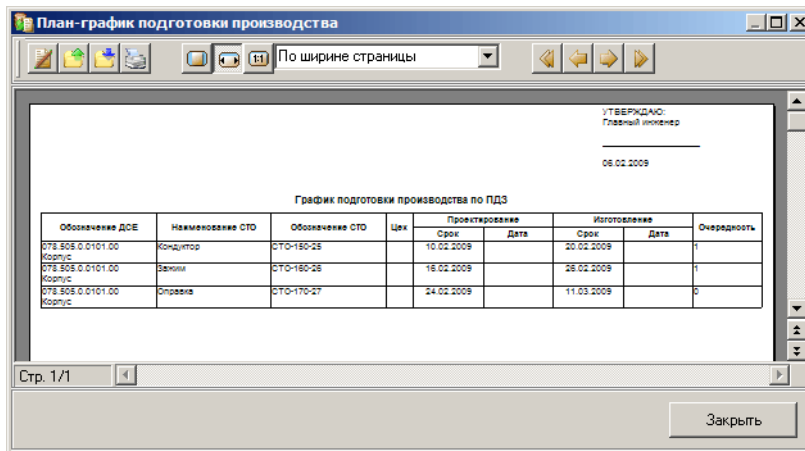 План-график подготовки производства
1:1 По ширине страницы
УТВЕРЖДАЮ:
Главный инженер
06.02.2009
График подготовки производства по ПДЗ
Обозначение ДСЕ Наименование СТО Обозначение СТО Цех Проектирование Изготовление Очередность
Срок Дата Срок Дата
078.505.0.0101.00 Кондуктор СТО-150-25 10.02.2009 20.02.2009 1
Корпус
078.505.0.0101.00 Зажим СТО-160-26 16.02.2009 26.02.2009 1
Корпус
078.505.0.0101.00 Оправка СТО-170-27 24.02.2009 11.03.2009 0
Корпус
Стр. 1/1
Закрыть